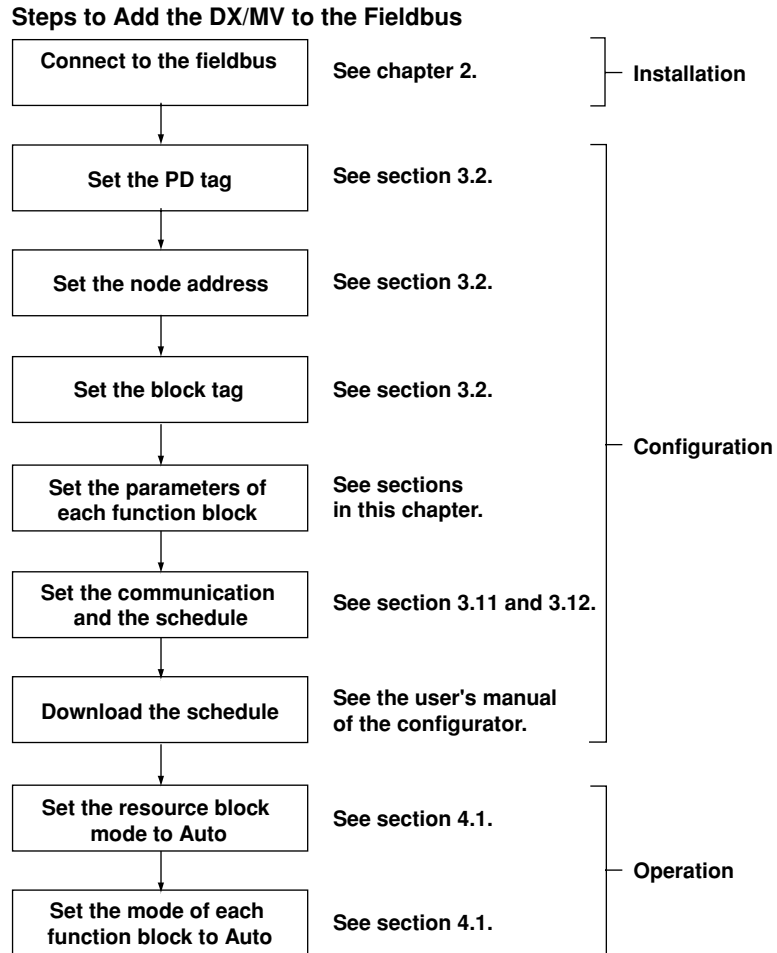 Steps to Add the DX/MV to the Fieldbus
Connect to the fieldbus
See chapter 2.
Installation
Set the PD tag
See section 3.2.
Set the node address
See section 3.2.
Set the block tag
See section 3.2.
Configuration
Set the parameters of
each function block
See sections
in this chapter.
Set the communication
and the schedule
See section 3.11 and 3.12.
Download the schedule
See the user's manual
of the configurator.
Set the resource block
mode to Auto
See section 4.1.
Operation
Set the mode of each
function block to Auto
See section 4.1.